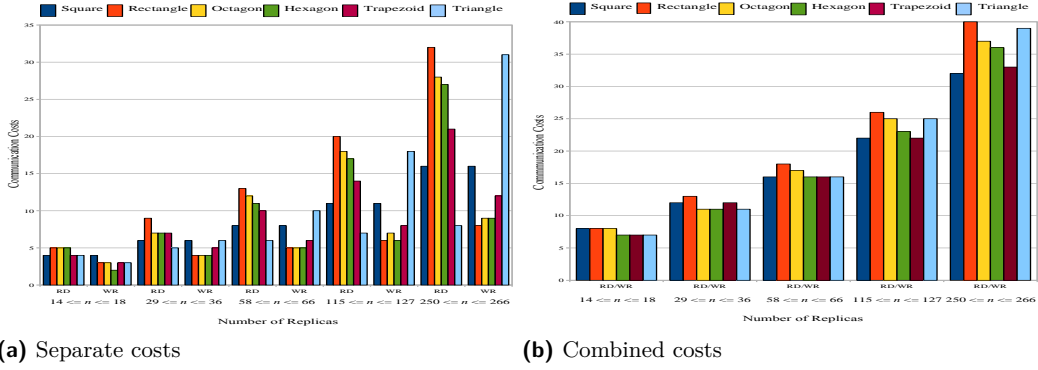 Square Rectangle Octagon Hexagon Trapezoid Triangle
35
30
25
20
15
10
5
0
Communication Costs
RD WR RD WR RD WR RD WR RD WR
14 <= n <= 18 29 <= n <= 36 58 <= n <= 66 115 <= n <= 127 250 <= n <= 266
Number of Replicas
(a) Separate costs
Square Rectangle Octagon Hexagon Trapezoid Triangle
40
35
30
25
20
15
10
5
0
Communication Costs
RD/WR RD/WR RD/WR RD/WR RD/WR
14 <= n <= 18 29 <= n <= 36 58 <= n <= 66 115 <= n <= 127 250 <= n <= 266
Number of Replicas
(b) Combined costs